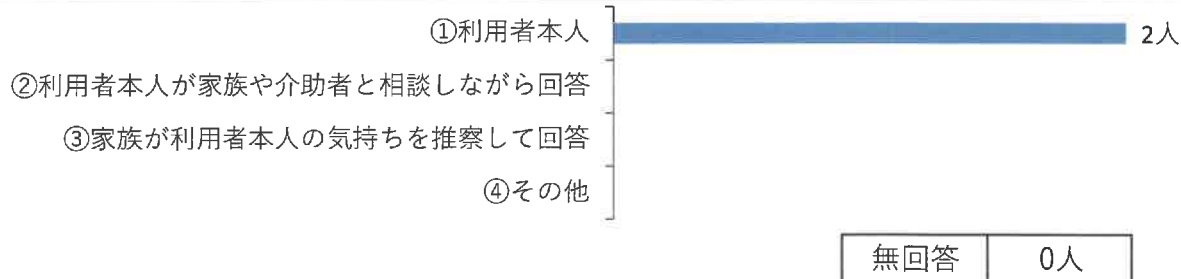 ①利用者本人 2人
②利用者本人が家族や介助者と相談しながら回答
③家族が利用者本人の気持ちを推察して回答
④その他
無回答 0人